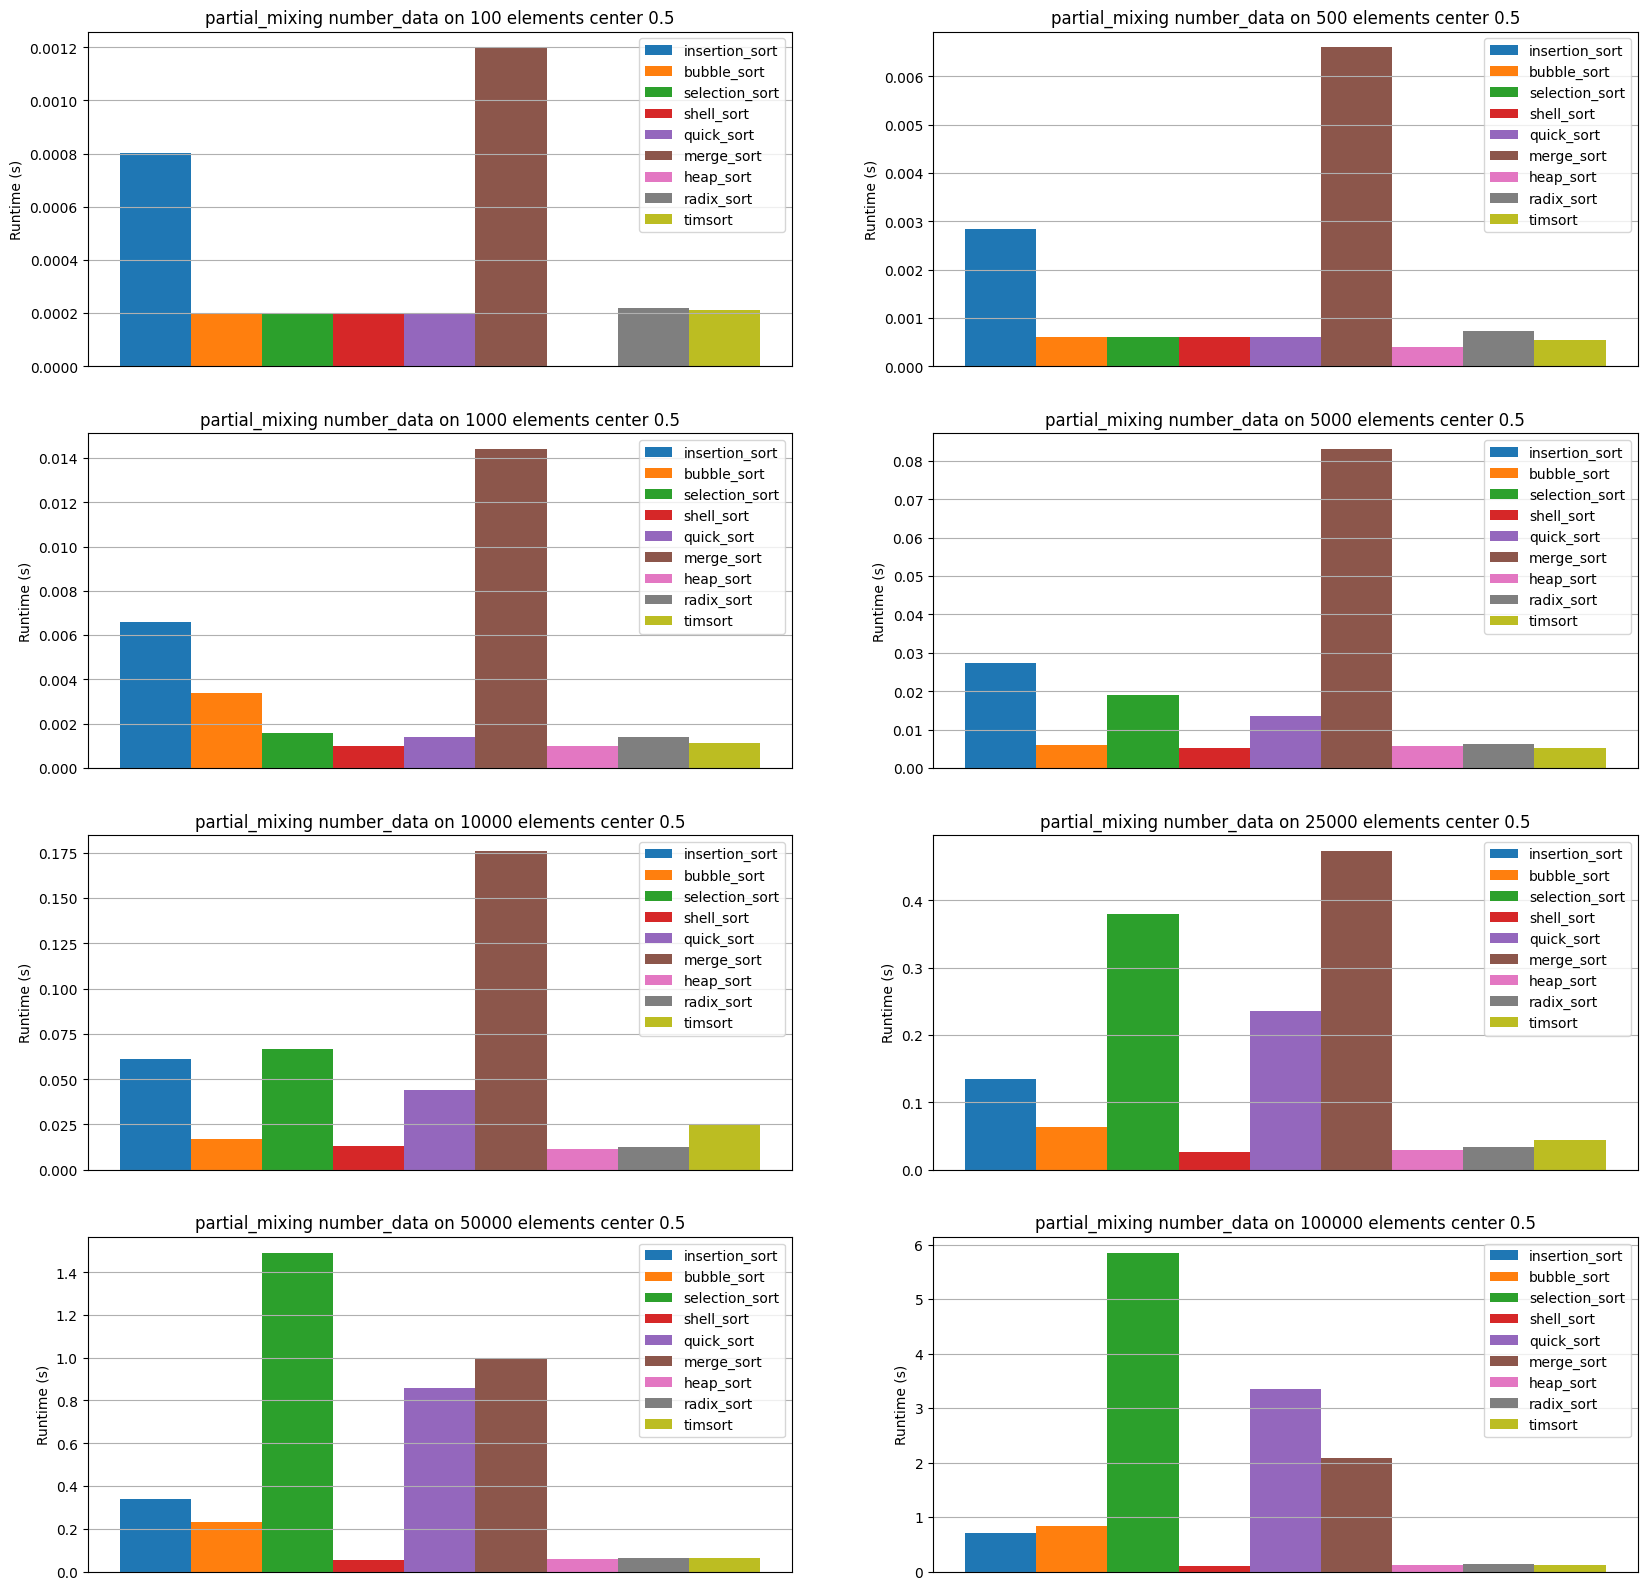 partial_mixing number_data on 100 elements center 0.5
Runtime (s)
0.0012
0.0010
0.0008
0.0006
0.0004
0.0002
0.0000
insertion_sort
bubble_sort
selection_sort
shell_sort
quick_sort
merge_sort
heap_sort
radix_sort
timsort
partial_mixing number_data on 500 elements center 0.5
Runtime (s)
0.006
0.005
0.004
0.003
0.002
0.001
0.000
insertion_sort
bubble_sort
selection_sort
shell_sort
quick_sort
merge_sort
heap_sort
radix_sort
timsort
partial_mixing number_data on 1000 elements center 0.5
Runtime (s)
0.014
0.012
0.010
0.008
0.006
0.004
0.002
0.000
insertion_sort
bubble_sort
selection_sort
shell_sort
quick_sort
merge_sort
heap_sort
radix_sort
timsort
partial_mixing number_data on 5000 elements center 0.5
Runtime (s)
0.08
0.07
0.06
0.05
0.04
0.03
0.02
0.01
0.00
insertion_sort
bubble_sort
selection_sort
shell_sort
quick_sort
merge_sort
heap_sort
radix_sort
timsort
partial_mixing number_data on 10000 elements center 0.5
Runtime (s)
0.175
0.150
0.125
0.100
0.075
0.050
0.025
0.000
insertion_sort
bubble_sort
selection_sort
shell_sort
quick_sort
merge_sort
heap_sort
radix_sort
timsort
partial_mixing number_data on 25000 elements center 0.5
Runtime (s)
0.4
0.3
0.2
0.1
0.0
insertion_sort
bubble_sort
selection_sort
shell_sort
quick_sort
merge_sort
heap_sort
radix_sort
timsort
partial_mixing number_data on 50000 elements center 0.5
Runtime (s)
1.4
1.2
1.0
0.8
0.6
0.4
0.2
0.0
insertion_sort
bubble_sort
selection_sort
shell_sort
quick_sort
merge_sort
heap_sort
radix_sort
timsort
partial_mixing number_data on 100000 elements center 0.5
Runtime (s)
6
5
4
3
2
1
0
insertion_sort
bubble_sort
selection_sort
shell_sort
quick_sort
merge_sort
heap_sort
radix_sort
timsort